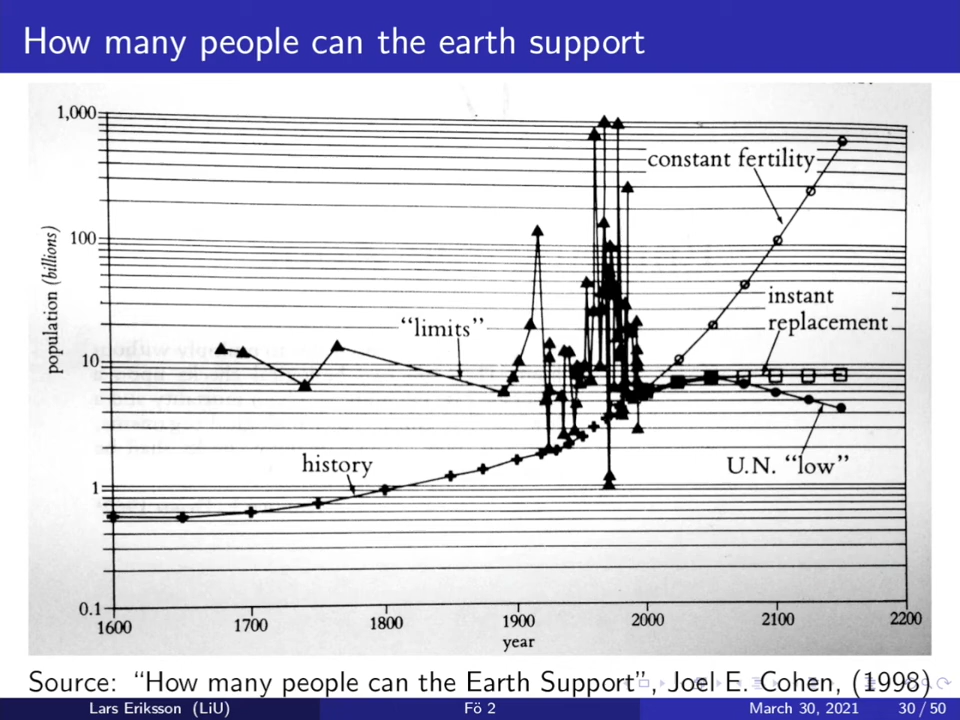 How many people can the earth support
1,000
100
10
1
0.1
population (billions)
constant fertility
instant
replacement
"limits"
history
U.N. "low"
1600
1700
1800
1900
2000
2100
2200
year
Source: "How many people can the Earth Support", Joel E. Cohen, (1998)
Lars Eriksson (LiU)
Fö 2
March 30, 2021
30 / 50